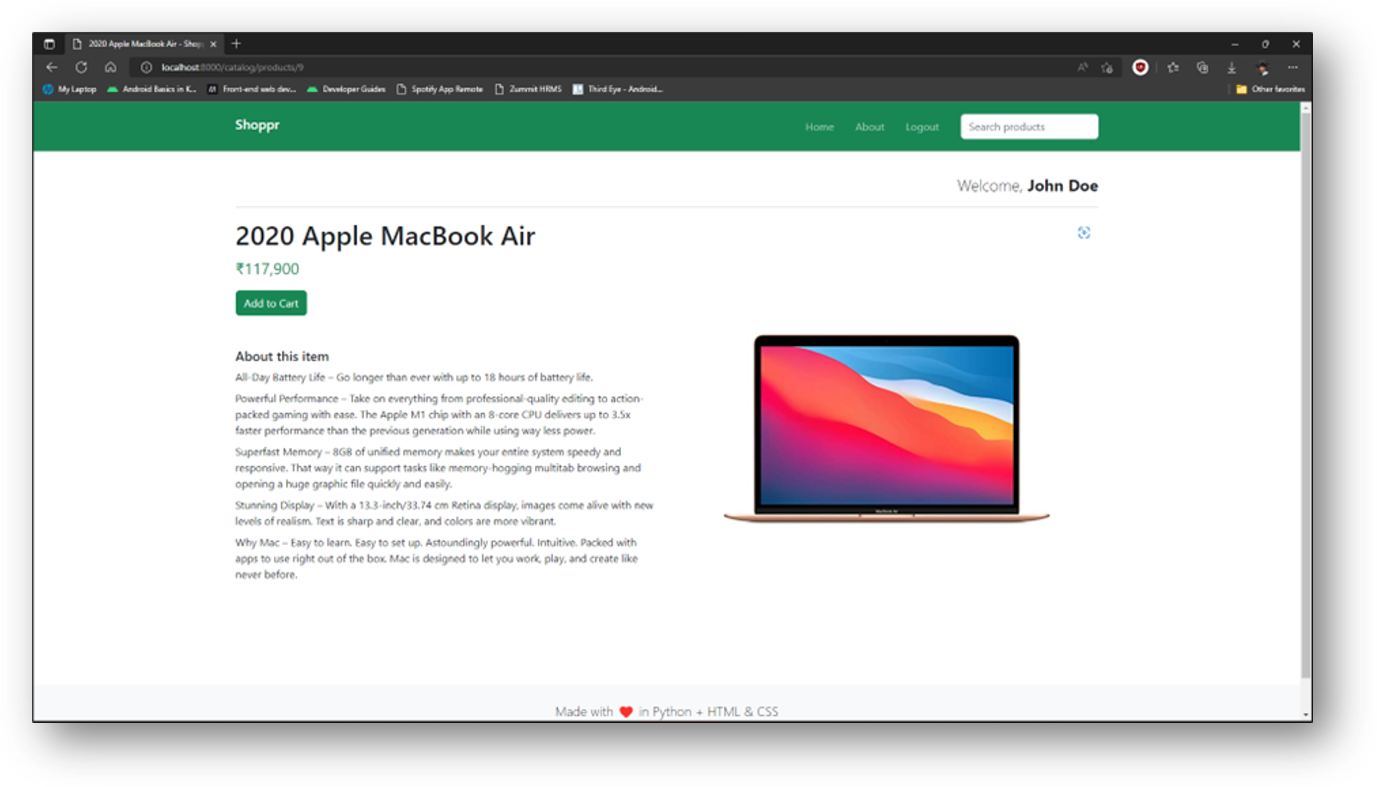 2020 Apple MacBook Air - Shop
localhost:8000/catalog/products/9
My Laptop Android Basics in K... Front-end web dev... Developer Guides Spotify App Remote Zummit HRMS Third Eye - Android... Other favorites
Shoppr Home About Logout Search products
Welcome, John Doe
2020 Apple MacBook Air
₹117,900
Add to Cart
About this item
All-Day Battery Life – Go longer than ever with up to 18 hours of battery life.
Powerful Performance – Take on everything from professional-quality editing to action-
packed gaming with ease. The Apple M1 chip with an 8-core CPU delivers up to 3.5x
faster performance than the previous generation while using way less power.
Superfast Memory – 8GB of unified memory makes your entire system speedy and
responsive. That way it can support tasks like memory-hogging multitab browsing and
opening a huge graphic file quickly and easily.
Stunning Display – With a 13.3-inch/33.74 cm Retina display, images come alive with new
levels of realism. Text is sharp and clear, and colors are more vibrant.
Why Mac – Easy to learn. Easy to set up. Astoundingly powerful. Intuitive. Packed with
apps to use right out of the box. Mac is designed to let you work, play, and create like
never before.
MacBook Air
Made with ❤ in Python + HTML & CSS